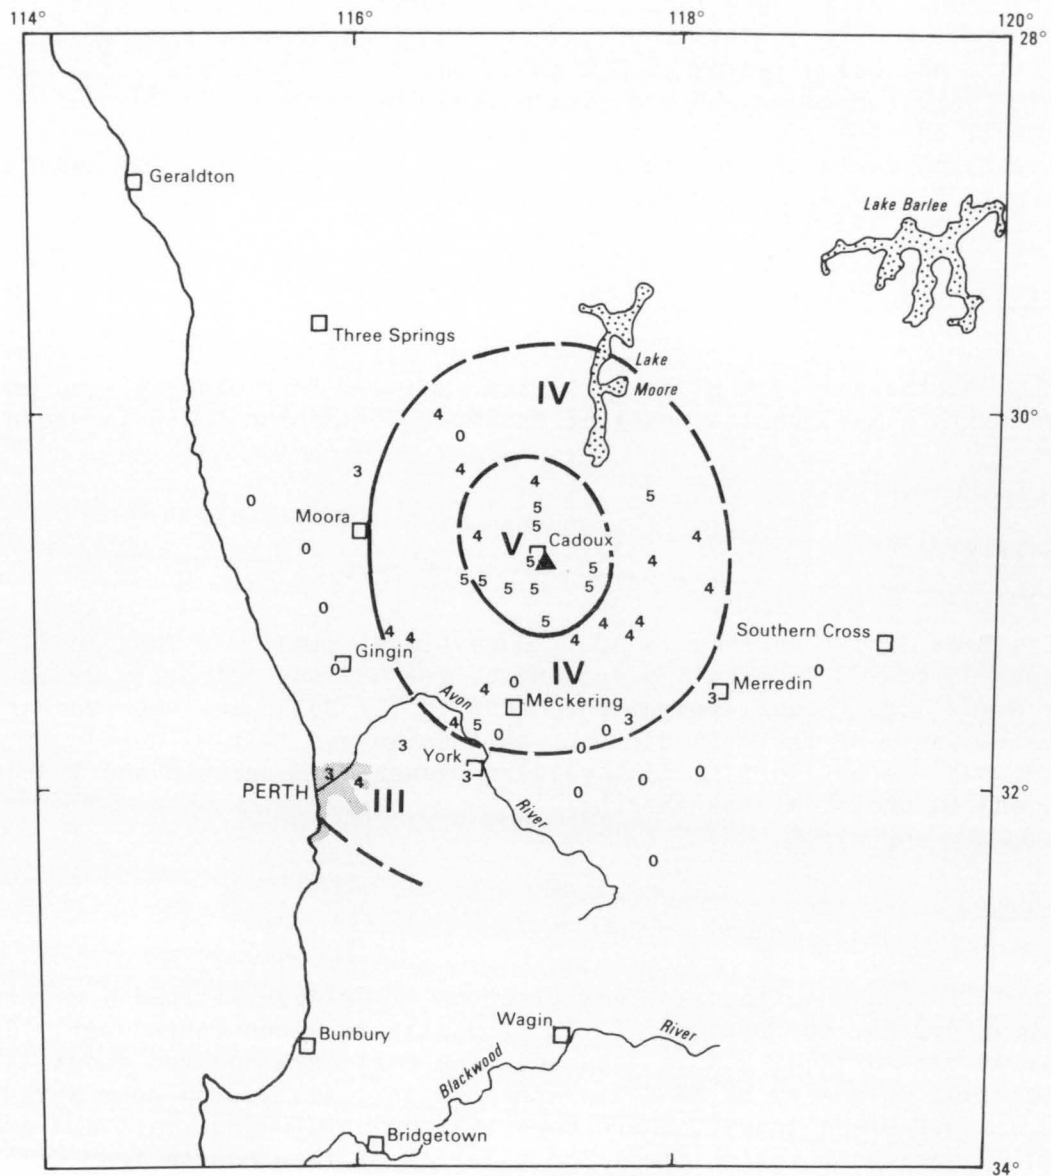 114° 116° 118° 120°
28°
Geraldton
Lake Barlee
Three Springs
Lake
Moore
IV
4
30°
0
3 4
4
0 5 5
Moora 5
4 4
0 V Cadoux
5 4
5
5 5 5 5 5 4
0
5 4 4
4 4 4 4 Southern Cross
Gingin
IV 0
4 0 Merredin
Avon 3
Meckering
4 5 3
0 0
3 0
York
3 0
3 4 0
PERTH III 0 32°
River
0
Wagin River
Bunbury
Blackwood
Bridgetown
34°